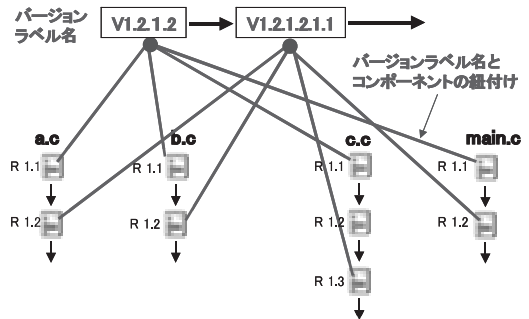 バージョン
ラベル名
V1.2.1.2
V1.2.1.2.1.1
バージョンラベル名と
コンポーネントの紐付け
a.c
b.c
c.c
main.c
R 1.1
R 1.1
R 1.1
R 1.1
R 1.2
R 1.2
R 1.2
R 1.2
R 1.3